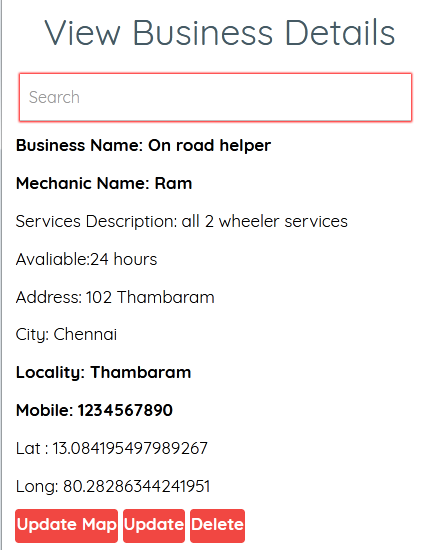 View Business Details
Search
Business Name: On road helper
Mechanic Name: Ram
Services Description: all 2 wheeler services
Avaliable:24 hours
Address: 102 Thambaram
City: Chennai
Locality: Thambaram
Mobile: 1234567890
Lat : 13.084195497989267
Long: 80.28286344241951
Update Map Update Delete